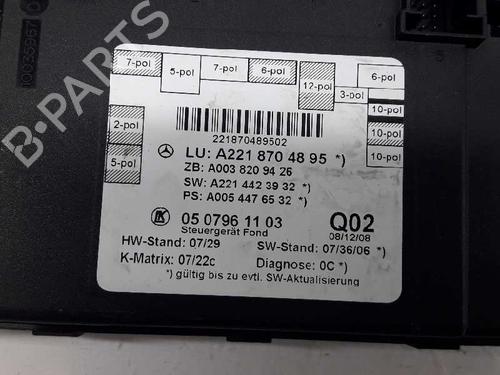 7-pol
5-pol
7-pol
6-pol
12-pol
3-pol
6-pol
10-pol
10-pol
10-pol
2-pol
5-pol
221870489502
LU: A221 870 48 95 *)
ZB: A003 820 94 26
SW: A221 442 39 32 *)
PS: A005 447 65 32 *)
05 0796 11 03
Steuergerät Fond
Q02
08/12/08
HW-Stand: 07/29
SW-Stand: 07/36/06 *)
K-Matrix: 07/22c
Diagnose: 0C *)
*) gültig bis zu evtl. SW-Aktualisierung
B-PARTS